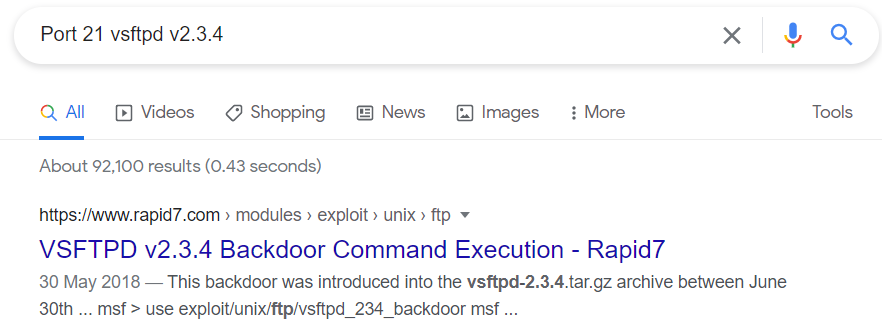 Port 21 vsftpd v2.3.4
All Videos Shopping News Images More Tools
About 92,100 results (0.43 seconds)
https://www.rapid7.com › modules › exploit › unix › ftp
VSFTPD v2.3.4 Backdoor Command Execution - Rapid7
30 May 2018 — This backdoor was introduced into the vsftpd-2.3.4.tar.gz archive between June
30th ... msf > use exploit/unix/ftp/vsftpd_234_backdoor msf ...